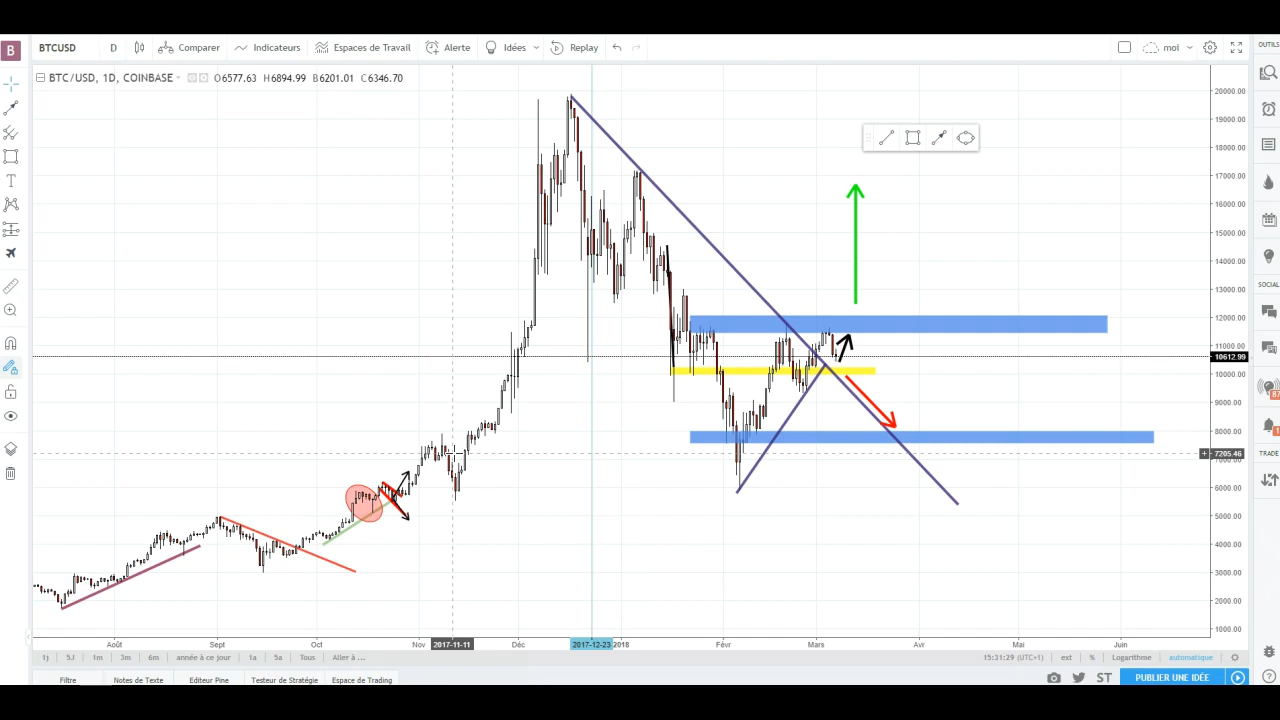 B BTCUSD D Comparer Indicateurs Espaces de Travail Alerte Idées Replay mol OUTILS
BTC/USD, 1D, COINBASE O6577.63 H6894.99 B6201.01 C6346.70
20000.00
19000.00
18000.00
17000.00
16000.00
15000.00
14000.00
13000.00
12000.00
11000.00
10612.99
10000.00
9000.00
8000.00
7205.46
6000.00
5000.00
4000.00
3000.00
2000.00
1000.00
SOCIAL
87
1
TRADE
T
Août Sept Oct Nov 2017-11-11 Déc 2017-12-23 2018 Févr Mars Avr Mai Juin
1j 5J 1m 3m 6m année à ce jour 1a 5a Tous Aller à ... 15:31:29 (UTC+1) ext % Logarithme automatique
Filtre Notes de Texte Editeur Pine Testeur de Stratégie Espace de Trading ST PUBLIER UNE IDÉE